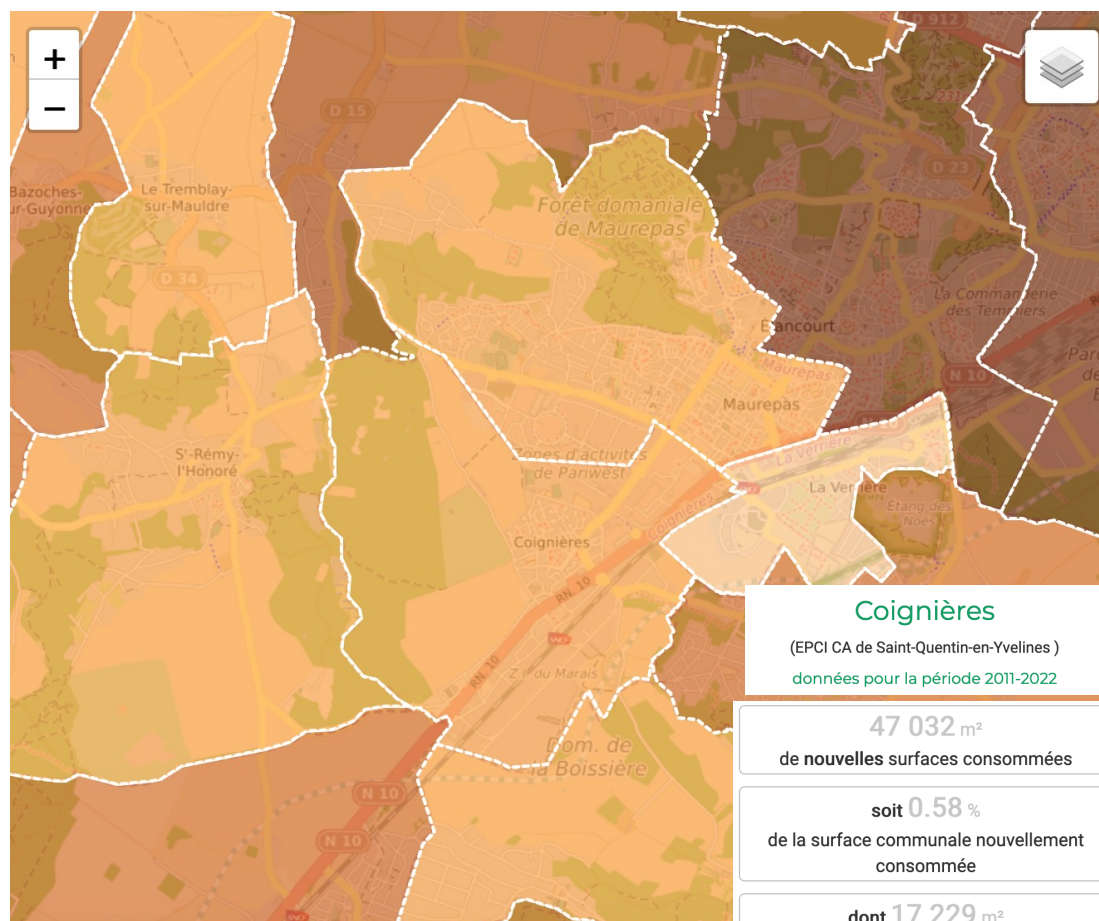 +
−
D 912
D 15
D 23
Bazoches-
ur-Guyonne
Le Tremblay-
sur-Mauldre
Forêt domaniale
de Maurepas
D 34
La Commanderie
des Templiers
Élancourt
N 10
Maurepas
Maurepas
La Verrière
S'-Rémy-
l'Honoré
Zones d'activités
de Pariwest
La Verrière
Étang des
Noës
Coignières
Coignières
RN 10
Z.I. du Marais
RN 10
Dom. de
la Boissière
N 10
N 10
Coignières
(EPCI CA de Saint-Quentin-en-Yvelines )
données pour la période 2011-2022
47 032 m²
de nouvelles surfaces consommées
soit 0.58 %
de la surface communale nouvellement
consommée
dont 17 229 m²